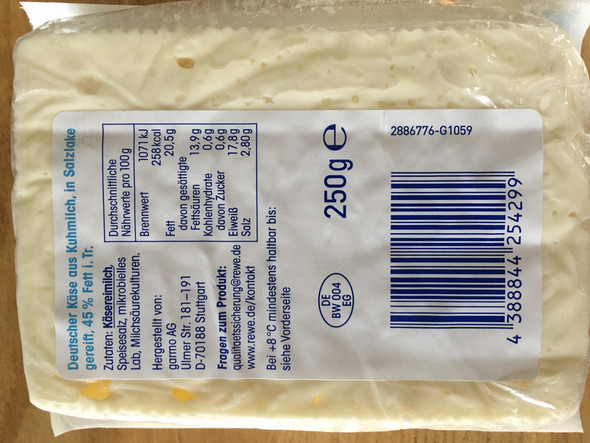 Deutscher Käse aus Kuhmilch, in Salzlake
gereift, 45 % Fett i. Tr.
Zutaten: Käsereimilch,
Speisesalz, mikrobielles
Lab, Milchsäurekulturen.
Hergestellt von:
garmo AG
Ulmer Str. 181–191
D-70188 Stuttgart
Fragen zum Produkt:
qualitaetssicherung@rewe.de
www.rewe.de/kontakt
Bei +8 °C mindestens haltbar bis:
siehe Vorderseite
Durchschnittliche
Nährwerte pro 100g
Brennwert 1071 kJ
258 kcal
Fett 20,5g
davon gesättigte
Fettsäuren 13,9g
Kohlenhydrate 0,6g
davon Zucker 0,6g
Eiweiß 17,8g
Salz 2,80g
250g e
DE
BW 004
EG
2886776-G1059
4 388844 254299